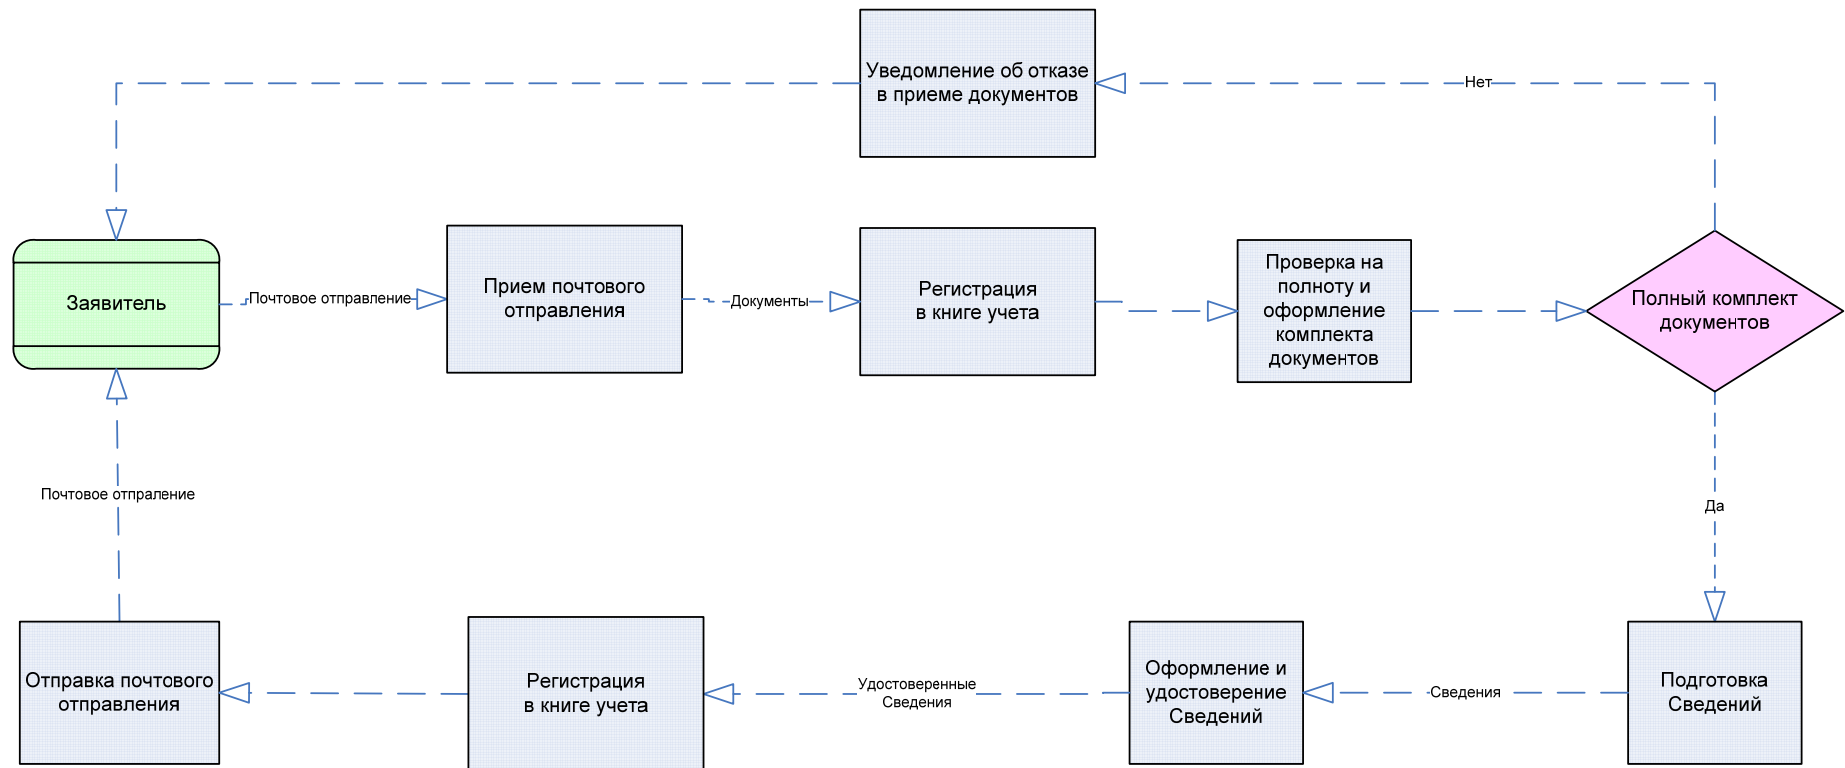 Уведомление об отказе
в приеме документов
Нет
Заявитель
Почтовое отправление
Прием почтового
отправления
Документы
Регистрация
в книге учета
Проверка на
полноту и
оформление
комплекта
документов
Полный комплект
документов
Почтовое отпраление
Да
Отправка почтового
отправления
Регистрация
в книге учета
Удостоверенные
Сведения
Оформление и
удостоверение
Сведений
Сведения
Подготовка
Сведений